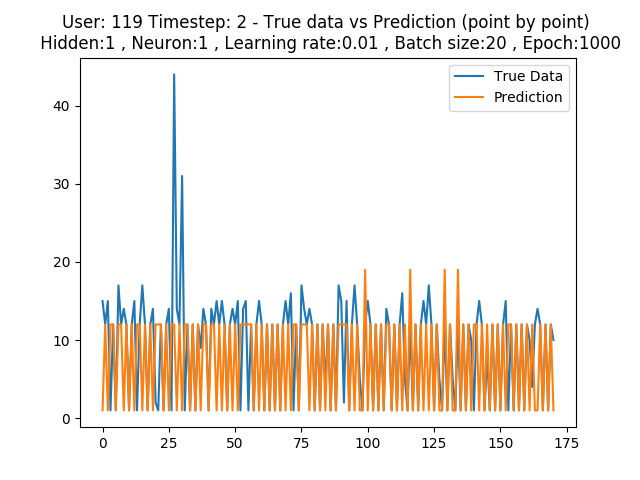 User: 119 Timestep: 2 - True data vs Prediction (point by point)
Hidden:1 , Neuron:1 , Learning rate:0.01 , Batch size:20 , Epoch:1000
True Data
Prediction
40
30
20
10
0
0 25 50 75 100 125 150 175